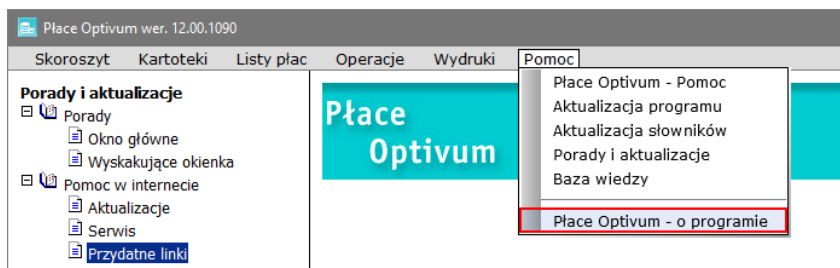 Płace Optivum wer. 12.00.1090
Skoroszyt Kartoteki Listy płac Operacje Wydruki Pomoc
Porady i aktualizacje
Porady
Okno główne
Wyskakujące okienka
Pomoc w internecie
Aktualizacje
Serwis
Przydatne linki
Płace
Optivum
Płace Optivum - Pomoc
Aktualizacja programu
Aktualizacja słowników
Porady i aktualizacje
Baza wiedzy
Płace Optivum - o programie